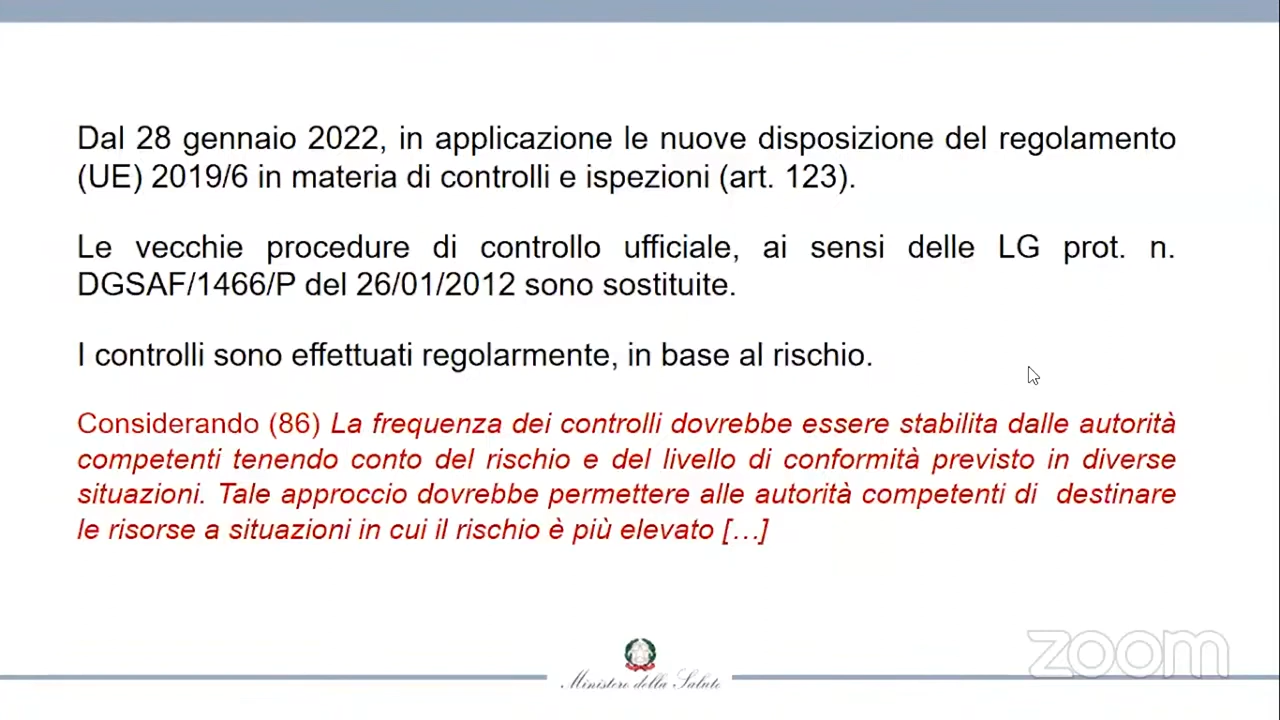 Dal 28 gennaio 2022, in applicazione le nuove disposizione del regolamento
(UE) 2019/6 in materia di controlli e ispezioni (art. 123).
Le vecchie procedure di controllo ufficiale, ai sensi delle LG prot. n.
DGSAF/1466/P del 26/01/2012 sono sostituite.
I controlli sono effettuati regolarmente, in base al rischio.
Considerando (86) La frequenza dei controlli dovrebbe essere stabilita dalle autorità
competenti tenendo conto del rischio e del livello di conformità previsto in diverse
situazioni. Tale approccio dovrebbe permettere alle autorità competenti di destinare
le risorse a situazioni in cui il rischio è più elevato […]
Ministero della Salute
zoom